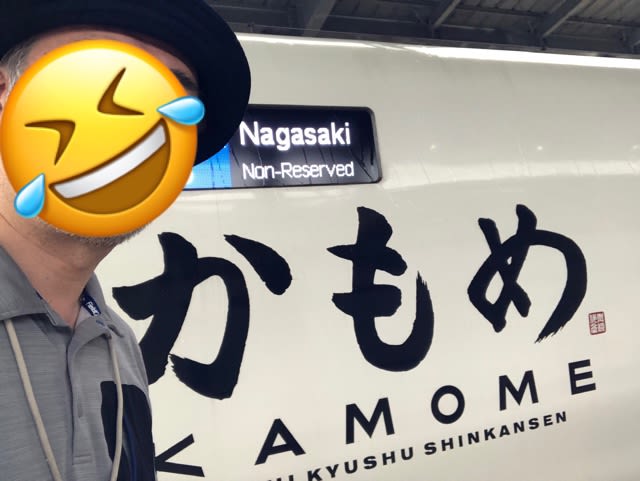 Nagasaki
Non-Reserved
かもめ
KAMOME
KYUSHU SHINKANSEN